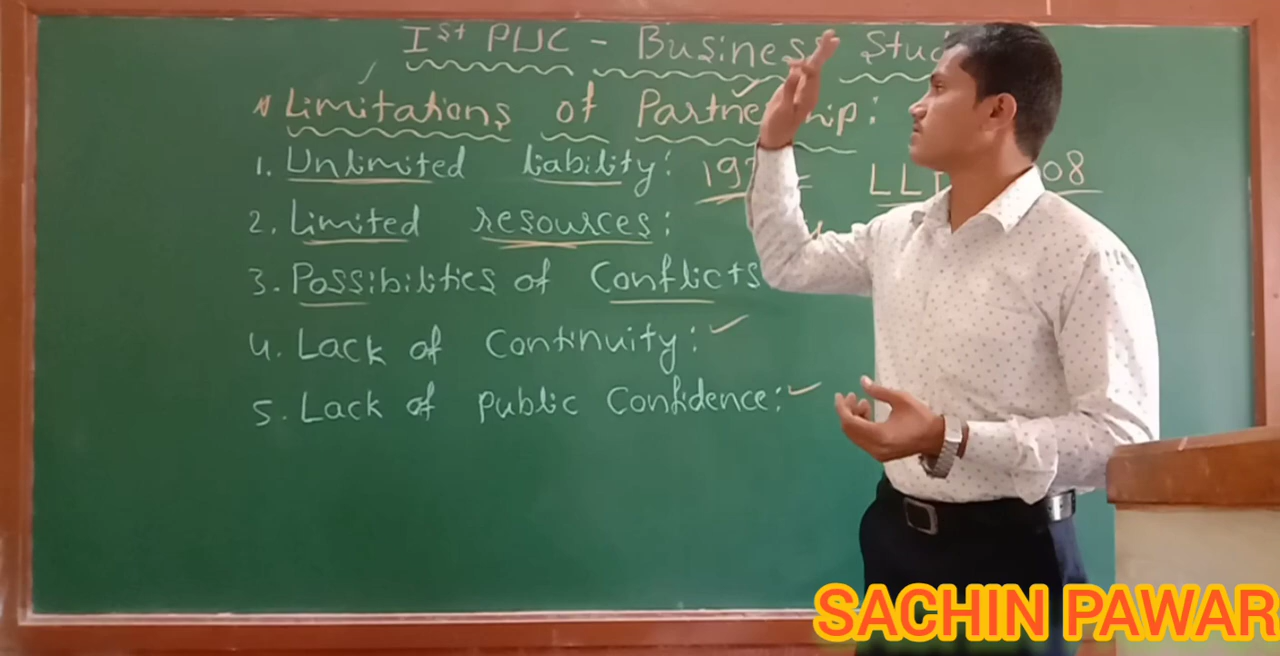 Ist PUC - Business
* Limitations of Partnership:
1. Unlimited liability:
2. Limited resources:
3. Possibilities of Conflicts
4. Lack of Continuity:
5. Lack of public Confidence:
SACHIN PAWAR